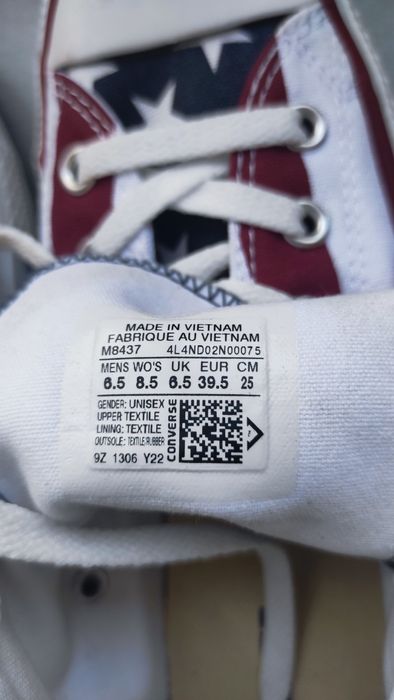 MADE IN VIETNAM
FABRIQUE AU VIETNAM
M8437 4L4ND02N00075
MENS WO'S UK EUR CM
6.5 8.5 6.5 39.5 25
GENDER: UNISEX
UPPER TEXTILE
LINING: TEXTILE
OUTSOLE: TEXTILE.RUBBER
9Z 1306 Y22
CONVERSE